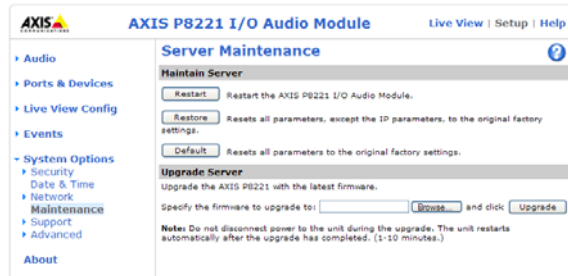 AXIS
COMMUNICATIONS
AXIS P8221 I/O Audio Module
Live View | Setup | Help
Audio
Ports & Devices
Live View Config
Events
System Options
Security
Date & Time
Network
Maintenance
Support
Advanced
About
Server Maintenance
?
Maintain Server
Restart Restart the AXIS P8221 I/O Audio Module.
Restore Resets all parameters, except the IP parameters, to the original factory
settings.
Default Resets all parameters to the original factory settings.
Upgrade Server
Upgrade the AXIS P8221 with the latest firmware.
Specify the firmware to upgrade to: Browse... and click Upgrade
Note: Do not disconnect power to the unit during the upgrade. The unit restarts
automatically after the upgrade has completed. (1-10 minutes.)